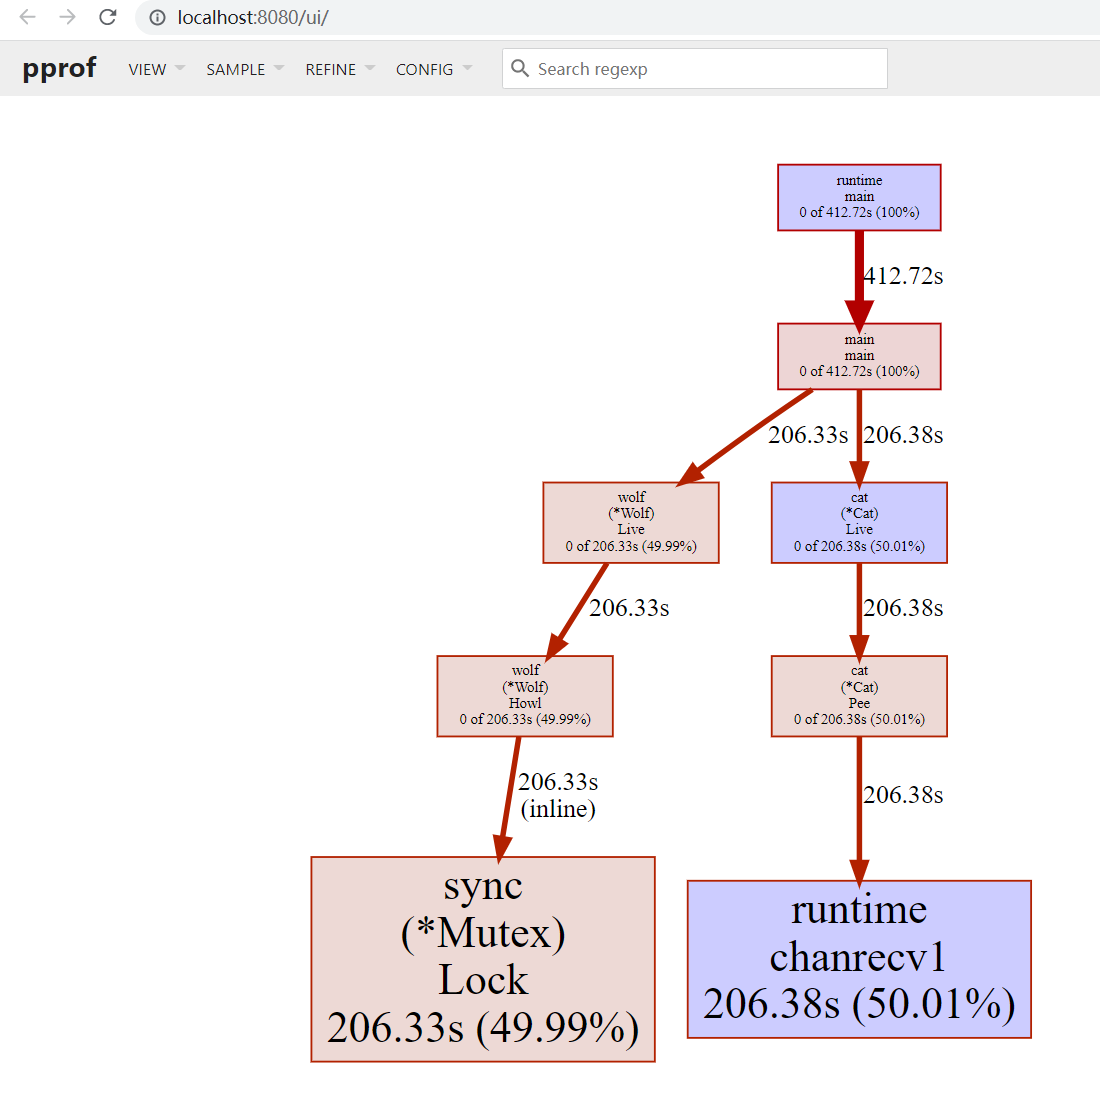 localhost:8080/ui/
pprof VIEW SAMPLE REFINE CONFIG Search regexp
runtime
main
0 of 412.72s (100%)
412.72s
main
main
0 of 412.72s (100%)
206.33s
206.38s
wolf
(*Wolf)
Live
0 of 206.33s (49.99%)
cat
(*Cat)
Live
0 of 206.38s (50.01%)
206.33s
206.38s
wolf
(*Wolf)
Howl
0 of 206.33s (49.99%)
cat
(*Cat)
Pee
0 of 206.38s (50.01%)
206.33s
(inline)
206.38s
sync
(*Mutex)
Lock
206.33s (49.99%)
runtime
chanrecv1
206.38s (50.01%)